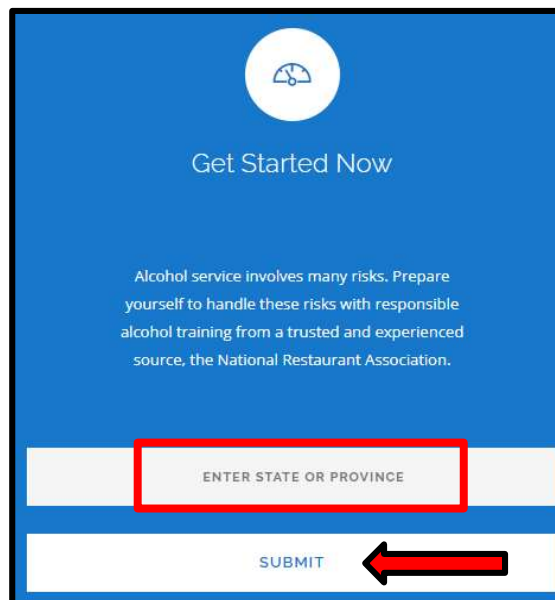 Get Started Now
Alcohol service involves many risks. Prepare
yourself to handle these risks with responsible
alcohol training from a trusted and experienced
source, the National Restaurant Association.
ENTER STATE OR PROVINCE
SUBMIT